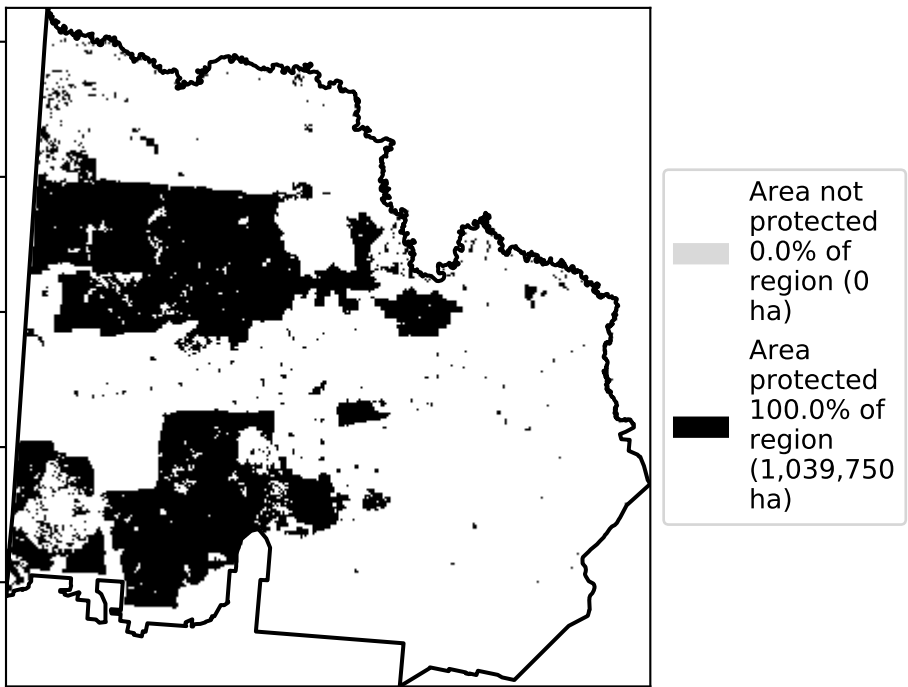 Area not
protected
0.0% of
region (0
ha)
Area
protected
100.0% of
region
(1,039,750
ha)